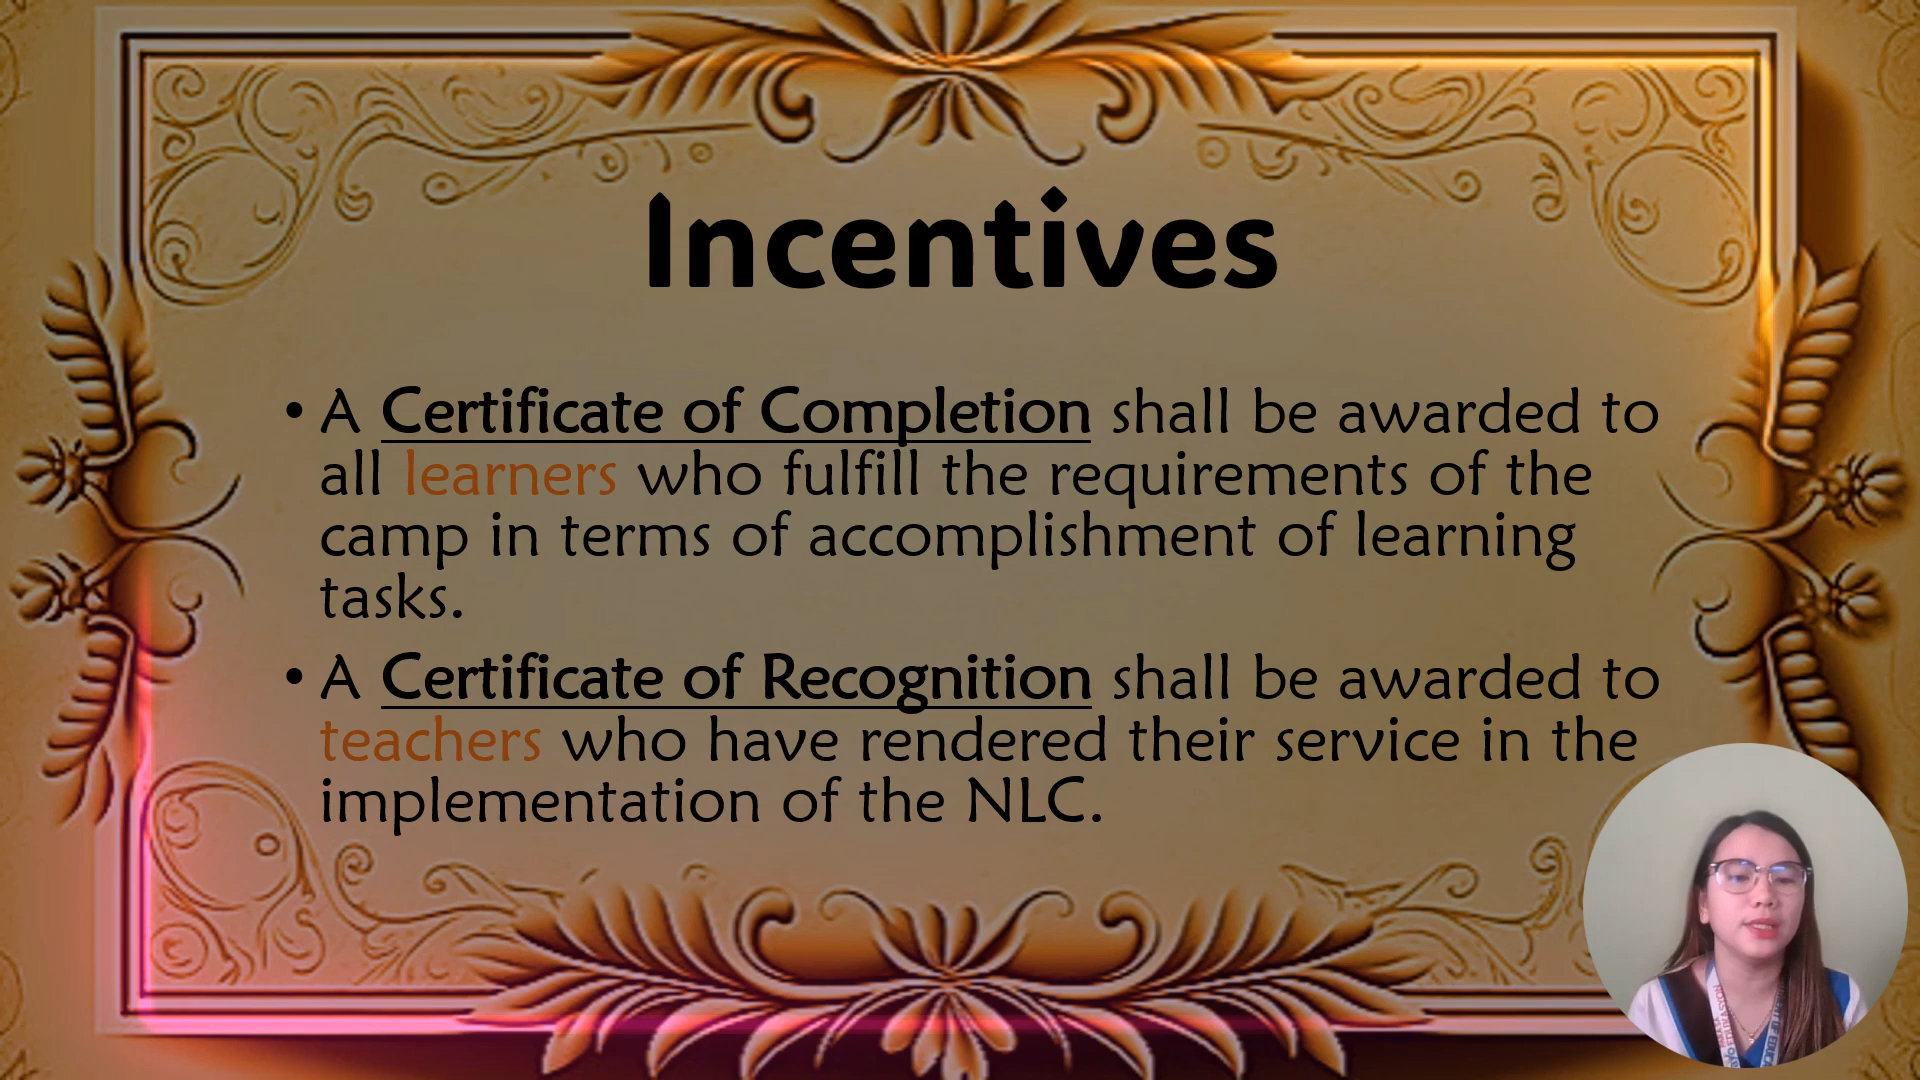 Incentives
• A Certificate of Completion shall be awarded to
all learners who fulfill the requirements of the
camp in terms of accomplishment of learning
tasks.
• A Certificate of Recognition shall be awarded to
teachers who have rendered their service in the
implementation of the NLC.